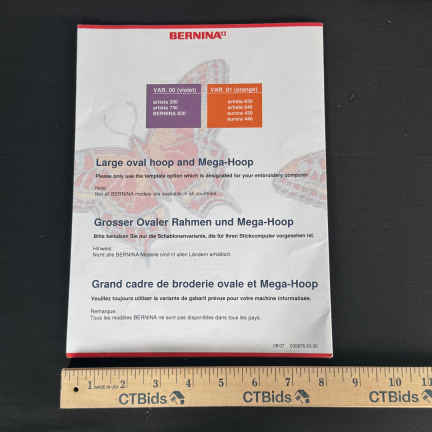 BERNINA
VAR. 00 (violet)
VAR. 01 (orange)
artista 200
artista 730
BERNINA 830
artista 630
artista 640
aurora 430
aurora 440
Large oval hoop and Mega-Hoop
Please only use the template option which is designated for your embroidery computer.
Note:
Not all BERNINA models are available in all countries.
Grosser Ovaler Rahmen und Mega-Hoop
Bitte benutzen Sie nur die Schablonenvariante, die für Ihren Stickcomputer vorgesehen ist.
Hinweis:
Nicht alle BERNINA Modelle sind in allen Ländern erhältlich.
Grand cadre de broderie ovale et Mega-Hoop
Veuillez toujours utiliser la variante de gabarit prévue pour votre machine informatisée.
Remarque:
Tous les modèles BERNINA ne sont pas disponibles dans tous les pays.
1 MADE IN 2 3 4 5 6 7 8 9 10 11
CTBids CTBids CTBids